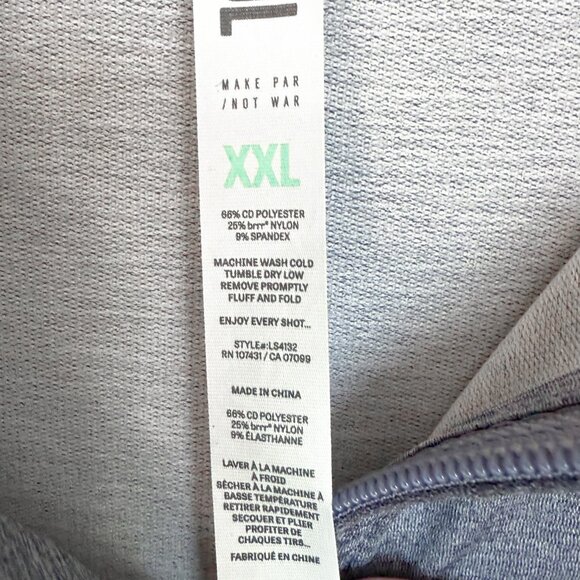 MAKE PAR
/NOT WAR
XXL
66% CD POLYESTER
25% brrr° NYLON
9% SPANDEX
MACHINE WASH COLD
TUMBLE DRY LOW
REMOVE PROMPTLY
FLUFF AND FOLD
ENJOY EVERY SHOT...
STYLE#:LS4132
RN 107431 / CA 07099
MADE IN CHINA
66% CD POLYESTER
25% brrr° NYLON
9% ÉLASTHANNE
LAVER À LA MACHINE
À FROID
SÉCHER À LA MACHINE À
BASSE TEMPÉRATURE
RETIRER RAPIDEMENT
SECOUER ET PLIER
PROFITER DE
CHAQUES TIRS...
FABRIQUÉ EN CHINE